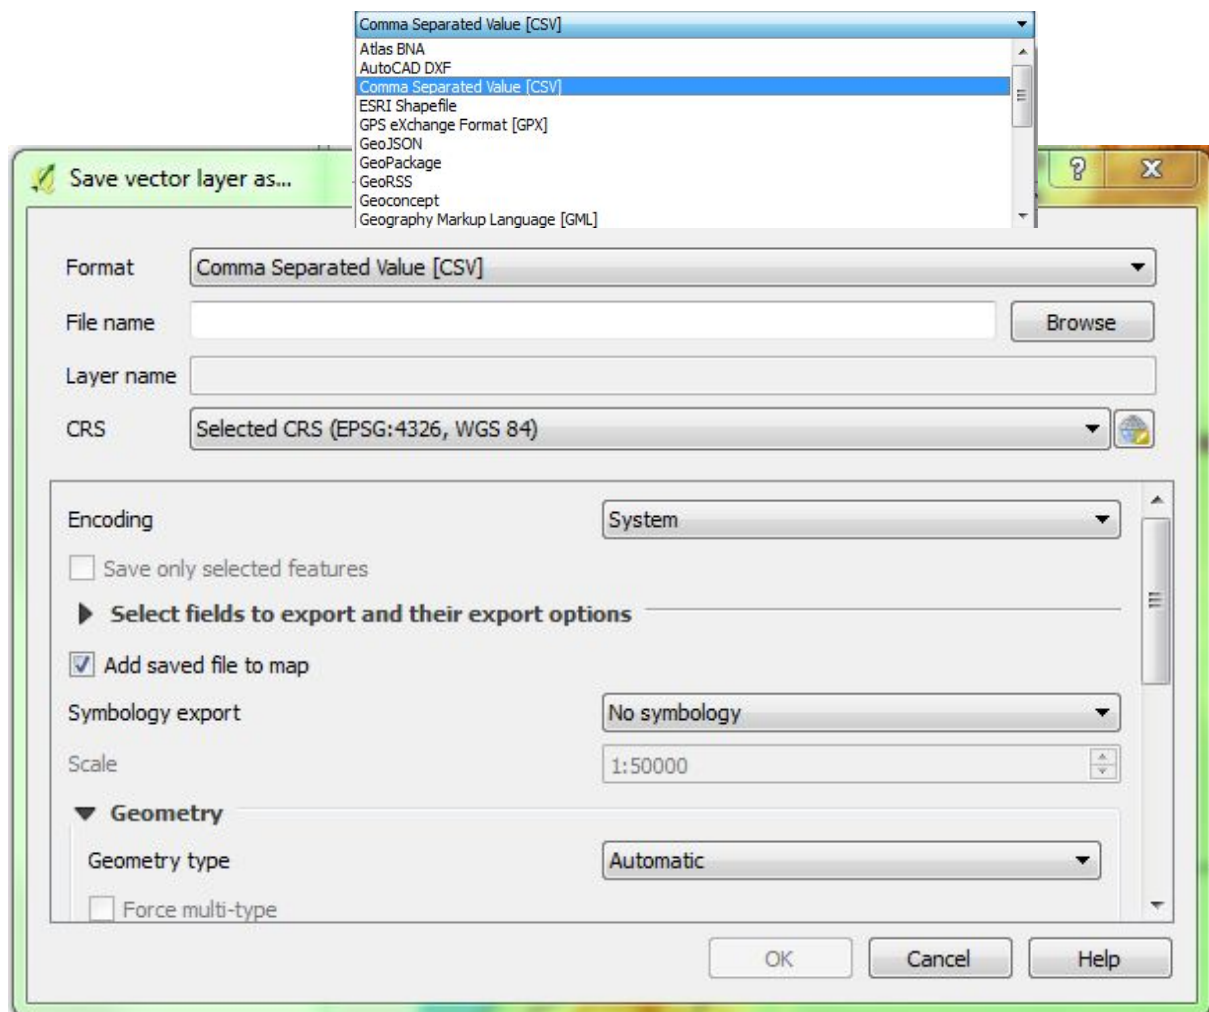 Comma Separated Value [CSV]
Atlas BNA
AutoCAD DXF
Comma Separated Value [CSV]
ESRI Shapefile
GPS eXchange Format [GPX]
GeoJSON
GeoPackage
GeoRSS
Geoconcept
Geography Markup Language [GML]
Save vector layer as...
?
X
Format Comma Separated Value [CSV]
File name Browse
Layer name
CRS Selected CRS (EPSG:4326, WGS 84)
Encoding System
Save only selected features
Select fields to export and their export options
Add saved file to map
Symbology export No symbology
Scale 1:50000
Geometry
Geometry type Automatic
Force multi-type
OK Cancel Help